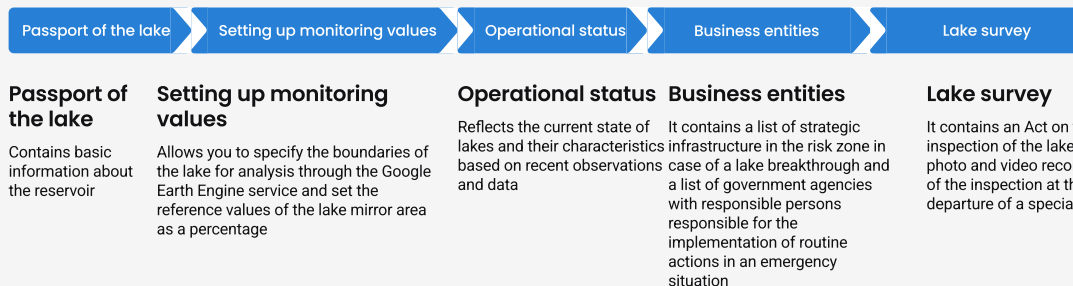 Passport of the lake
Setting up monitoring values
Operational status
Business entities
Lake survey
Passport of
the lake
Contains basic
information about
the reservoir
Setting up monitoring
values
Allows you to specify the boundaries of
the lake for analysis through the Google
Earth Engine service and set the
reference values of the lake mirror area
as a percentage
Operational status
Reflects the current state of
lakes and their characteristics
based on recent observations
and data
Business entities
It contains a list of strategic
infrastructure in the risk zone in
case of a lake breakthrough and
a list of government agencies
with responsible persons
responsible for the
implementation of routine
actions in an emergency
situation
Lake survey
It contains an Act on
inspection of the lake
photo and video reco
of the inspection at th
departure of a specia